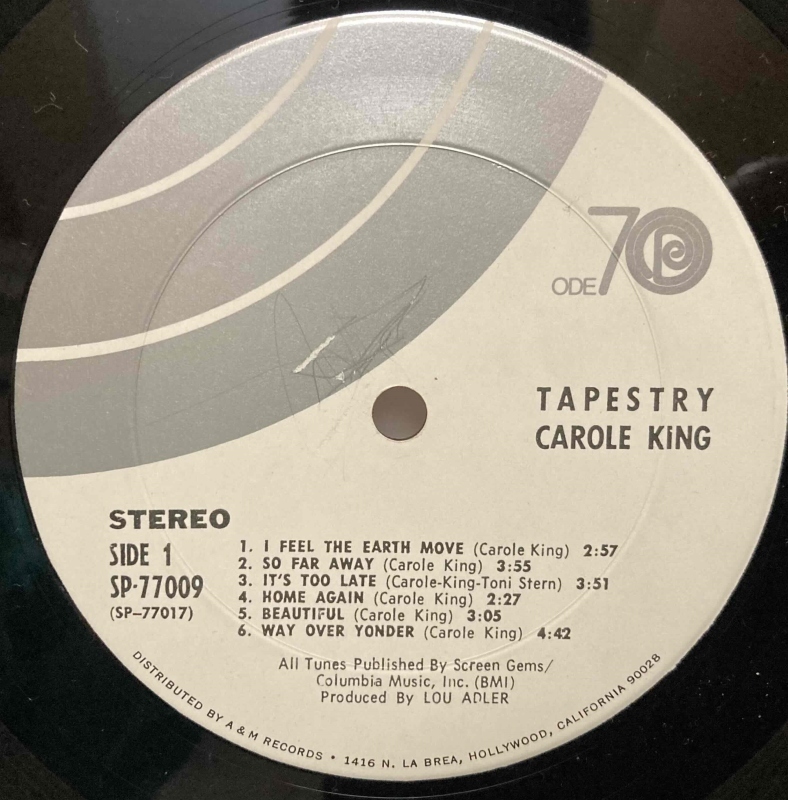 ODE 70
TAPESTRY
CAROLE KiNG
STEREO
SIDE 1
SP-77009
(SP-77017)
1. I FEEL THE EARTH MOVE (Carole King) 2:57
2. SO FAR AWAY (Carole King) 3:55
3. IT'S TOO LATE (Carole-King-Toni Stern) 3:51
4. HOME AGAIN (Carole King) 2:27
5. BEAUTIFUL (Carole King) 3:05
6. WAY OVER YONDER (Carole King) 4:42
All Tunes Published By Screen Gems/
Columbia Music, Inc. (BMI)
Produced By LOU ADLER
DISTRIBUTED BY A & M RECORDS • 1416 N. LA BREA, HOLLYWOOD, CALIFORNIA 90028